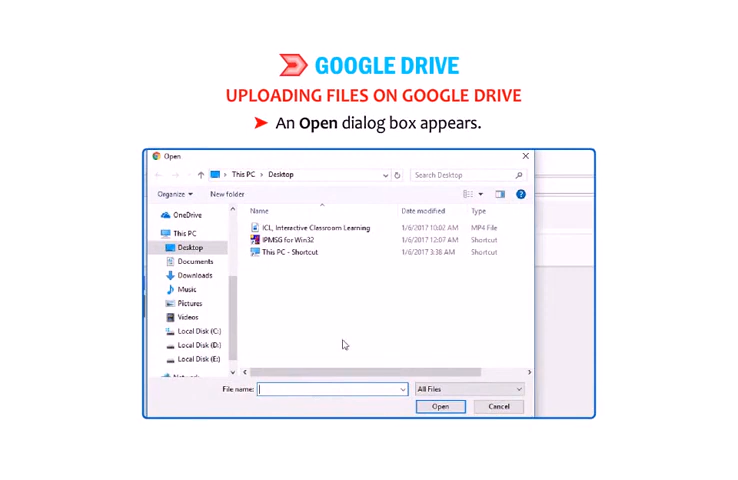 GOOGLE DRIVE
UPLOADING FILES ON GOOGLE DRIVE
An Open dialog box appears.
Open
This PC > Desktop
Search Desktop
Organize
New folder
Name Date modified Type
OneDrive
This PC
Desktop
Documents
Downloads
Music
Pictures
Videos
Local Disk (C:)
Local Disk (D:)
Local Disk (E:)
ICL, Interactive Classroom Learning 1/6/2017 10:02 AM MP4 File
IPMSG for Win32 1/6/2017 12:07 AM Shortcut
This PC - Shortcut 1/6/2017 3:38 AM Shortcut
File name:
All Files
Open
Cancel